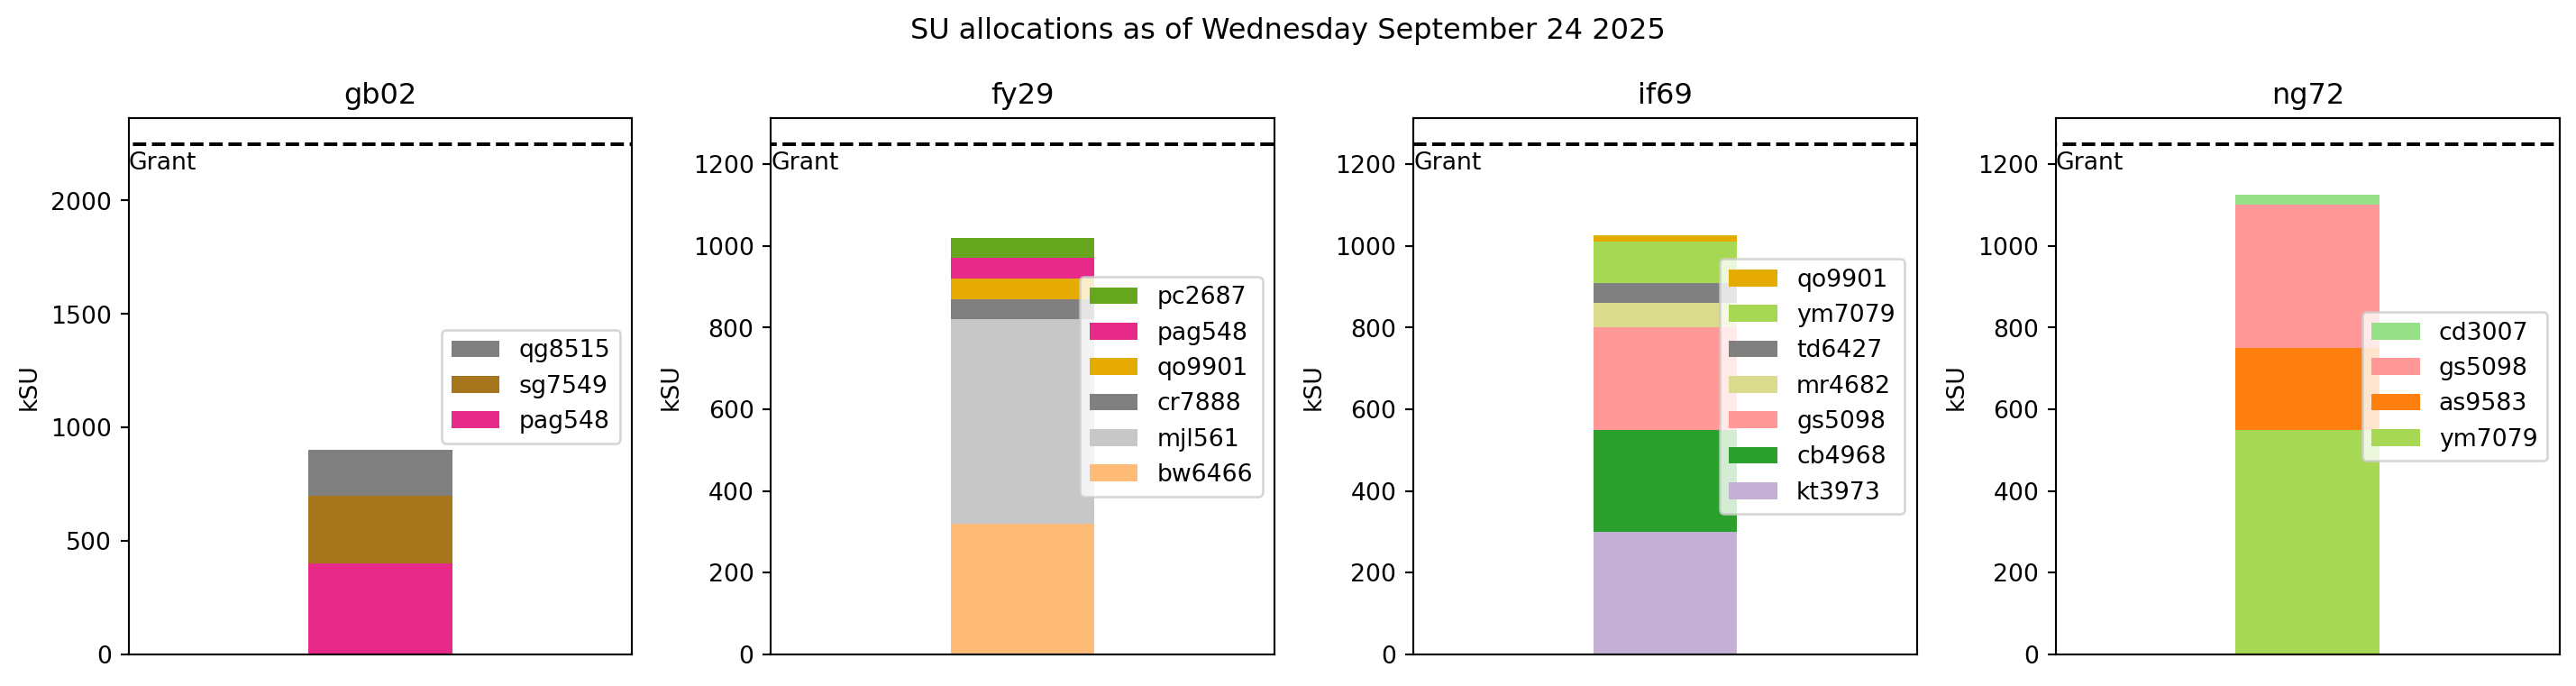 SU allocations as of Wednesday September 24 2025
gb02
kSU
2000
1500
1000
500
0
Grant
qg8515
sg7549
pag548
fy29
kSU
1200
1000
800
600
400
200
0
Grant
pc2687
pag548
qo9901
cr7888
mjl561
bw6466
if69
kSU
1200
1000
800
600
400
200
0
Grant
qo9901
ym7079
td6427
mr4682
gs5098
cb4968
kt3973
ng72
kSU
1200
1000
800
600
400
200
0
Grant
cd3007
gs5098
as9583
ym7079